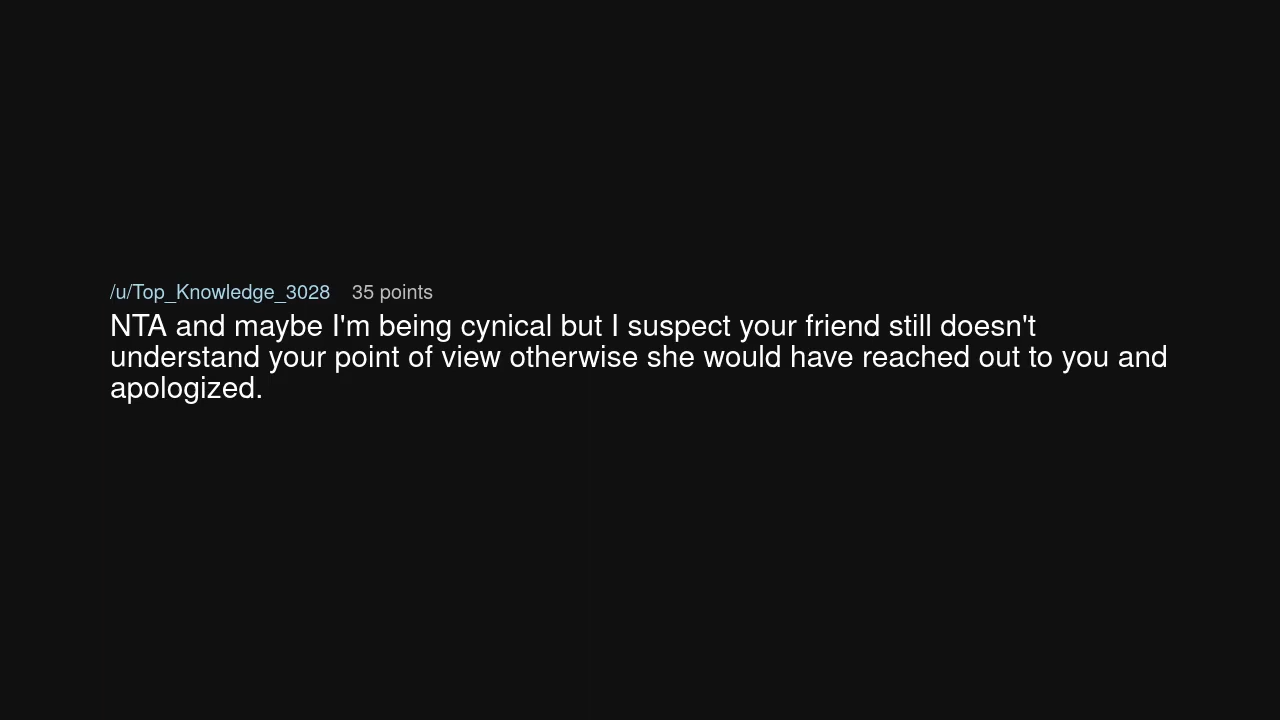 /u/Top_Knowledge_3028 35 points
NTA and maybe I'm being cynical but I suspect your friend still doesn't
understand your point of view otherwise she would have reached out to you and
apologized.